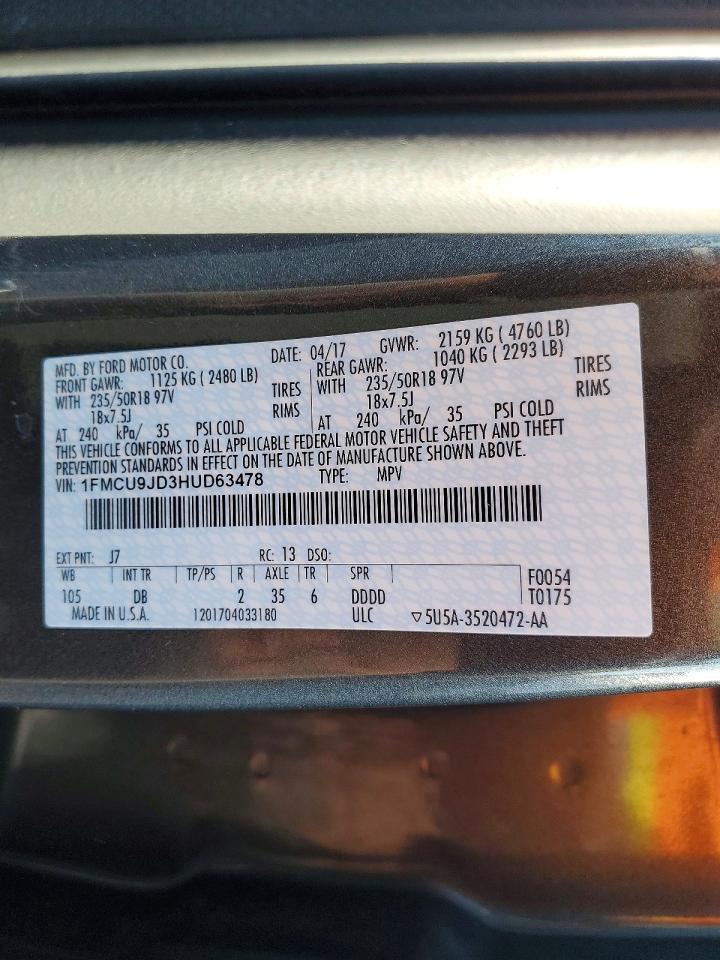 MFD. BY FORD MOTOR CO. DATE: 04/17 GVWR: 2159 KG ( 4760 LB)
FRONT GAWR: 1125 KG ( 2480 LB) REAR GAWR: 1040 KG ( 2293 LB)
WITH 235/50R18 97V TIRES WITH 235/50R18 97V TIRES
18x7.5J RIMS 18x7.5J RIMS
AT 240 kPa/ 35 PSI COLD AT 240 kPa/ 35 PSI COLD
THIS VEHICLE CONFORMS TO ALL APPLICABLE FEDERAL MOTOR VEHICLE SAFETY AND THEFT
PREVENTION STANDARDS IN EFFECT ON THE DATE OF MANUFACTURE SHOWN ABOVE.
VIN: 1FMCU9JD3HUD63478 TYPE: MPV
EXT PNT: J7 RC: 13 DSO:
WB INT TR TP/PS R AXLE TR SPR F0054
105 DB 2 35 6 DDDD T0175
MADE IN U.S.A. 1201704033180 ULC ▽5U5A-3520472-AA